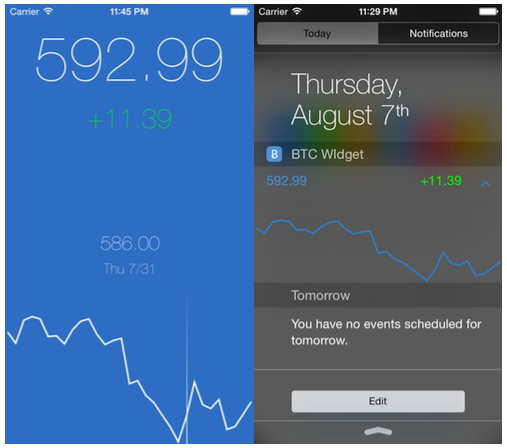 Carrier 11:45 PM
592.99
+11.39
586.00
Thu 7/31
Carrier 11:29 PM
Today Notifications
Thursday,
August 7th
BTC WIdget
592.99 +11.39
Tomorrow
You have no events scheduled for
tomorrow.
Edit